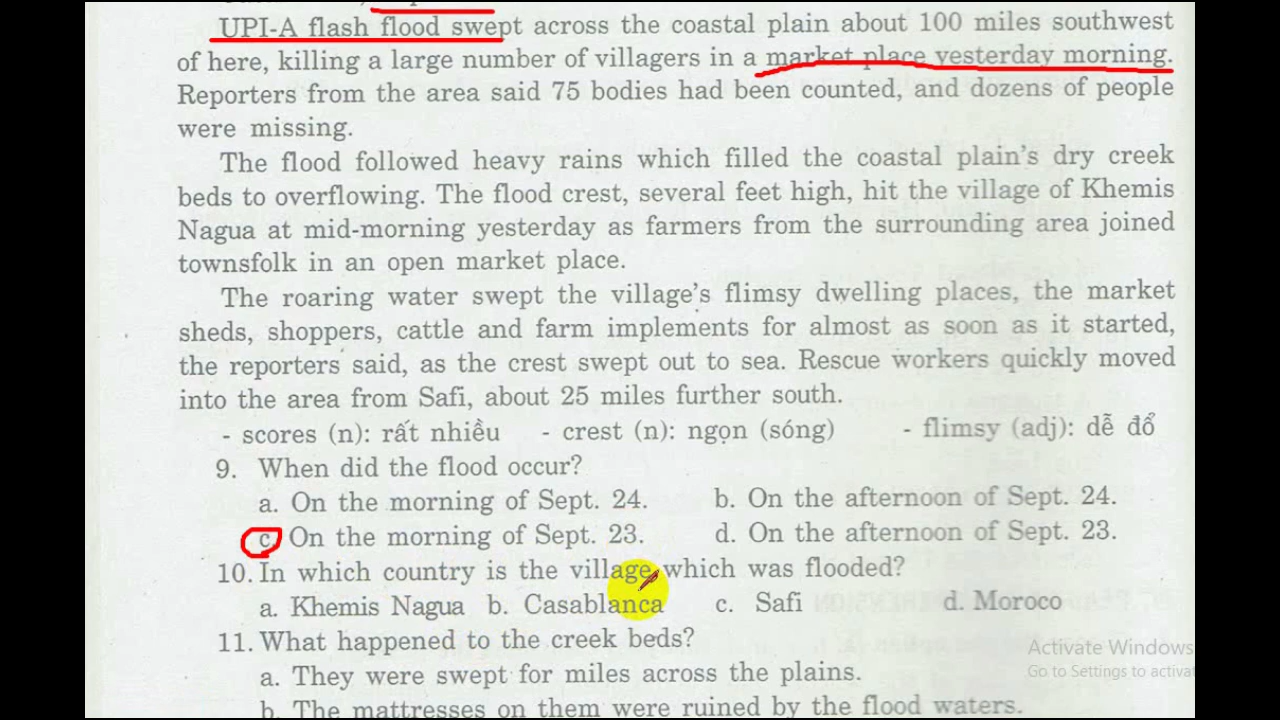 UPI-A flash flood swept across the coastal plain about 100 miles southwest
of here, killing a large number of villagers in a market place yesterday morning.
Reporters from the area said 75 bodies had been counted, and dozens of people
were missing.
The flood followed heavy rains which filled the coastal plain's dry creek
beds to overflowing. The flood crest, several feet high, hit the village of Khemis
Nagua at mid-morning yesterday as farmers from the surrounding area joined
townsfolk in an open market place.
The roaring water swept the village's flimsy dwelling places, the market
sheds, shoppers, cattle and farm implements for almost as soon as it started,
the reporters said, as the crest swept out to sea. Rescue workers quickly moved
into the area from Safi, about 25 miles further south.
- scores (n): rất nhiều - crest (n): ngọn (sóng) - flimsy (adj): dễ đổ
9. When did the flood occur?
a. On the morning of Sept. 24. b. On the afternoon of Sept. 24.
c. On the morning of Sept. 23. d. On the afternoon of Sept. 23.
10. In which country is the village which was flooded?
a. Khemis Nagua b. Casablanca c. Safi d. Moroco
11. What happened to the creek beds?
Activate Windows
Go to Settings to activat
a. They were swept for miles across the plains.
b. The mattresses on them were ruined by the flood waters.